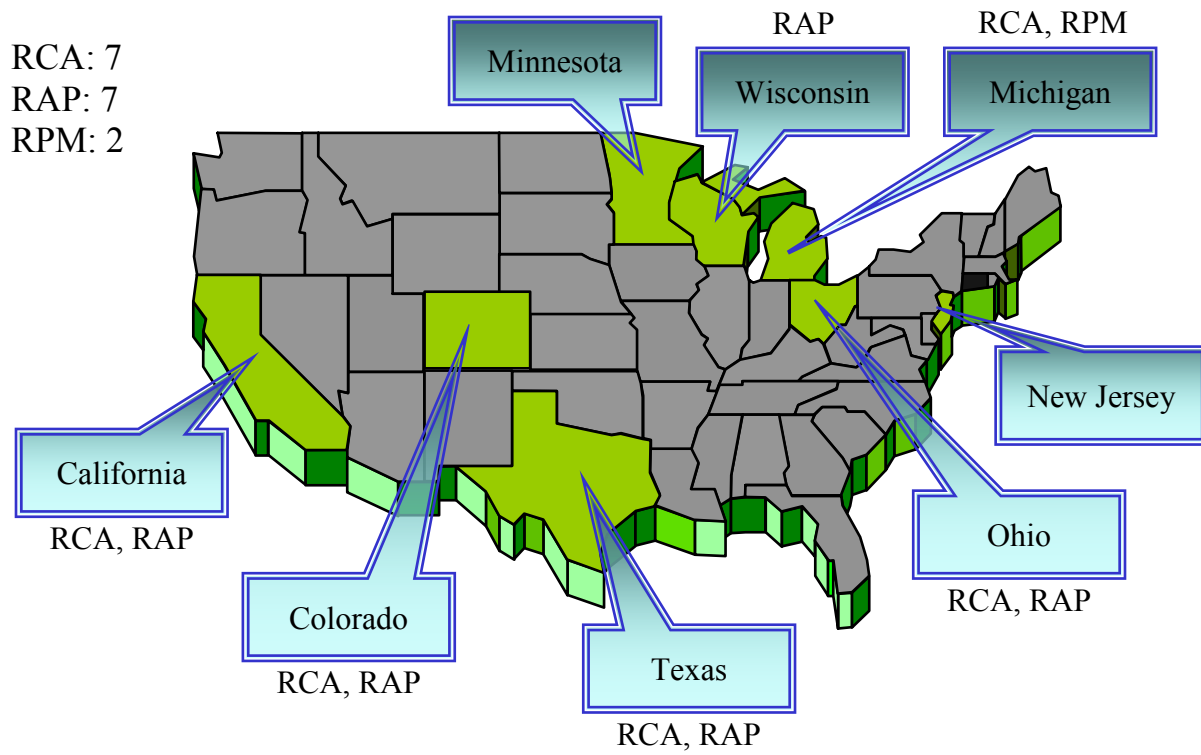 RCA: 7
RAP: 7
RPM: 2
Minnesota
RAP
Wisconsin
RCA, RPM
Michigan
New Jersey
California
RCA, RAP
Colorado
RCA, RAP
Texas
RCA, RAP
Ohio
RCA, RAP